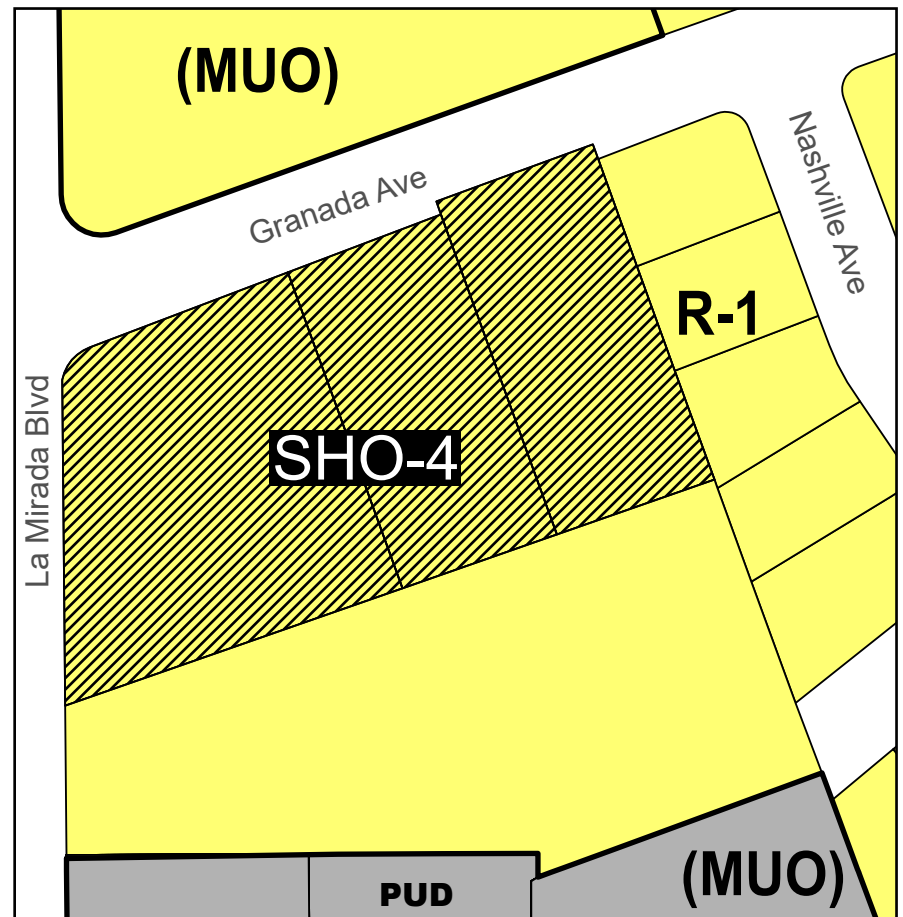 (MUO)
Granada Ave
Nashville Ave
R-1
La Mirada Blvd
SHO-4
(MUO)
PUD